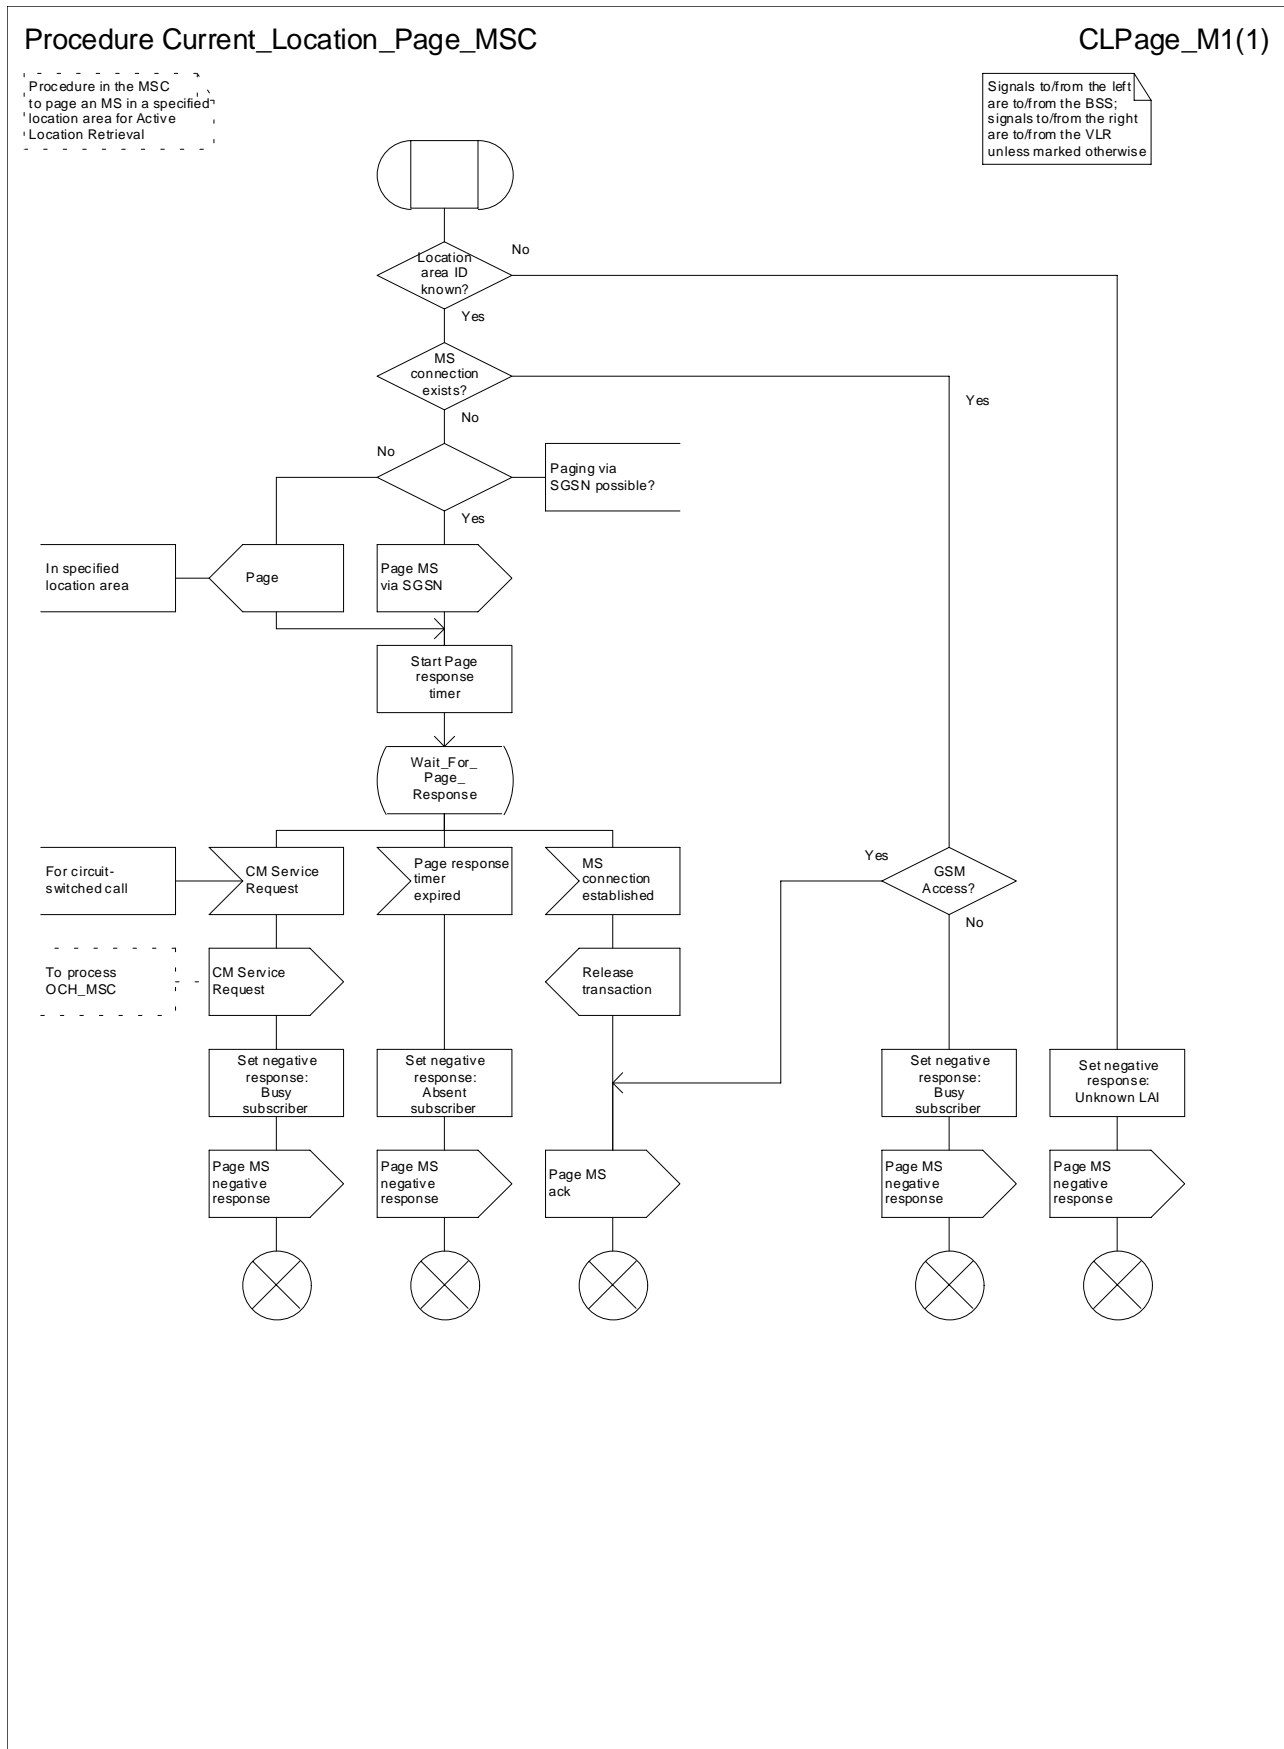 Procedure Current_Location_Page_MSC
CLPage_M1(1)
Procedure in the MSC
to page an MS in a specified
location area for Active
Location Retrieval
Signals to/from the left
are to/from the BSS;
signals to/from the right
are to/from the VLR
unless marked otherwise
Location
area ID
known?
No
Yes
MS
connection
exists?
Yes
No
No
Paging via
SGSN possible?
Yes
In specified
location area
Page
Page MS
via SGSN
Start Page
response
timer
Wait_For_
Page_
Response
For circuit-
switched call
CM Service
Request
Page response
timer
expired
MS
connection
established
Yes
GSM
Access?
No
To process
OCH_MSC
CM Service
Request
Release
transaction
Set negative
response:
Busy
subscriber
Set negative
response:
Absent
subscriber
Set negative
response:
Busy
subscriber
Set negative
response:
Unknown LAI
Page MS
negative
response
Page MS
negative
response
Page MS
ack
Page MS
negative
response
Page MS
negative
response